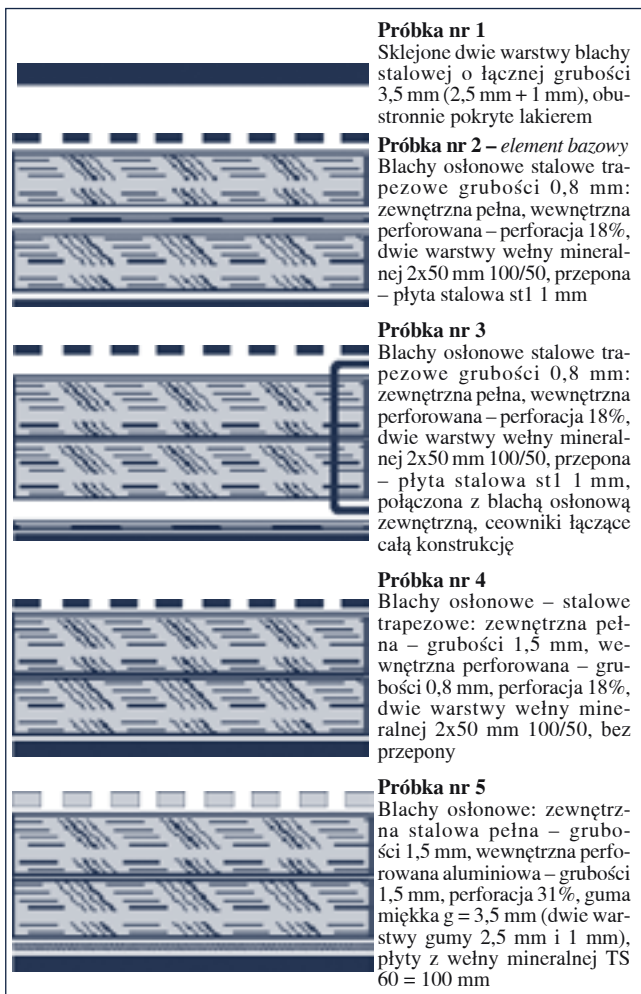 Próbka nr 1
Sklejone dwie warstwy blachy
stalowej o łącznej grubości
3,5 mm (2,5 mm + 1 mm), obu-
stronnie pokryte lakierem
Próbka nr 2 – element bazowy
Blachy osłonowe stalowe tra-
pezowe grubości 0,8 mm:
zewnętrzna pełna, wewnętrzna
perforowana – perforacja 18%,
dwie warstwy wełny mineral-
nej 2x50 mm 100/50, przepona
– płyta stalowa st1 1 mm
Próbka nr 3
Blachy osłonowe stalowe tra-
pezowe grubości 0,8 mm:
zewnętrzna pełna, wewnętrzna
perforowana – perforacja 18%,
dwie warstwy wełny mineral-
nej 2x50 mm 100/50, przepona
– płyta stalowa st1 1 mm,
połączona z blachą osłonową
zewnętrzną, ceowniki łączące
całą konstrukcję
Próbka nr 4
Blachy osłonowe – stalowe
trapezowe: zewnętrzna peł-
na – grubości 1,5 mm, we-
wnętrzna perforowana – gru-
bości 0,8 mm, perforacja 18%,
dwie warstwy wełny mine-
ralnej 2x50 mm 100/50, bez
przepony
Próbka nr 5
Blachy osłonowe: zewnętrz-
na stalowa pełna – grubo-
ści 1,5 mm, wewnętrzna perfo-
rowana aluminiowa – grubości
1,5 mm, perforacja 31%, guma
miękka g = 3,5 mm (dwie war-
stwy gumy 2,5 mm i 1 mm),
płyty z wełny mineralnej TS
60 = 100 mm